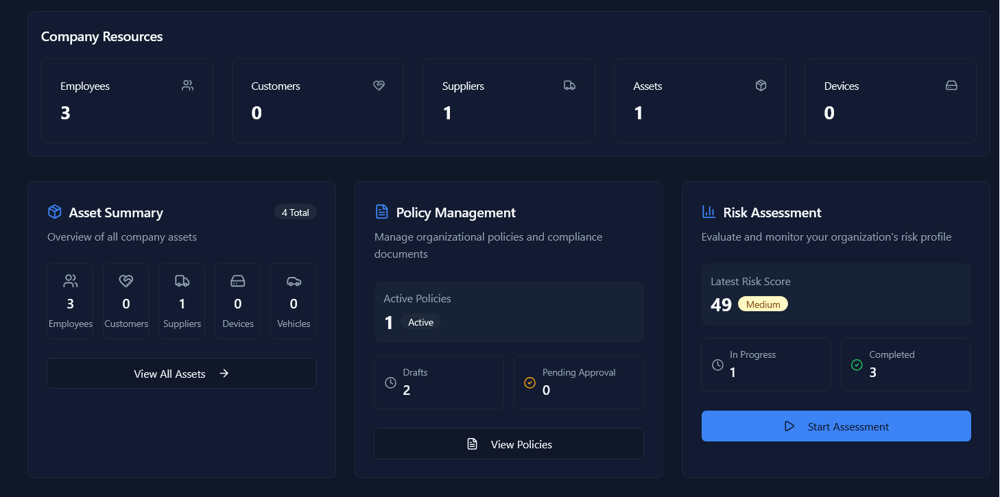 Company Resources
Employees
3
Customers
0
Suppliers
1
Assets
1
Devices
0
Asset Summary
4 Total
Overview of all company assets
3
Employees
0
Customers
1
Suppliers
0
Devices
0
Vehicles
View All Assets
Policy Management
Manage organizational policies and compliance
documents
Active Policies
1 Active
Drafts
2
Pending Approval
0
View Policies
Risk Assessment
Evaluate and monitor your organization's risk profile
Latest Risk Score
49 Medium
In Progress
1
Completed
3
Start Assessment